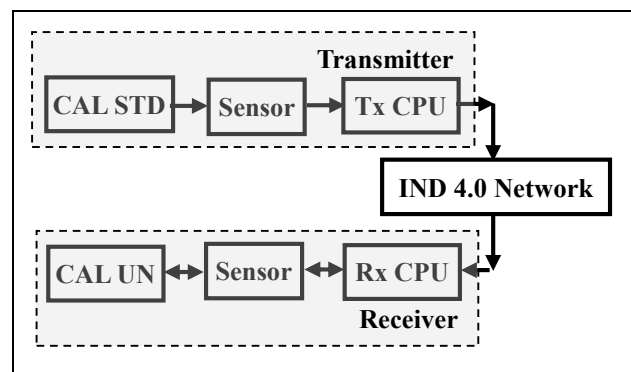 Transmitter
CAL STD
Sensor
Tx CPU
IND 4.0 Network
CAL UN
Sensor
Rx CPU
Receiver